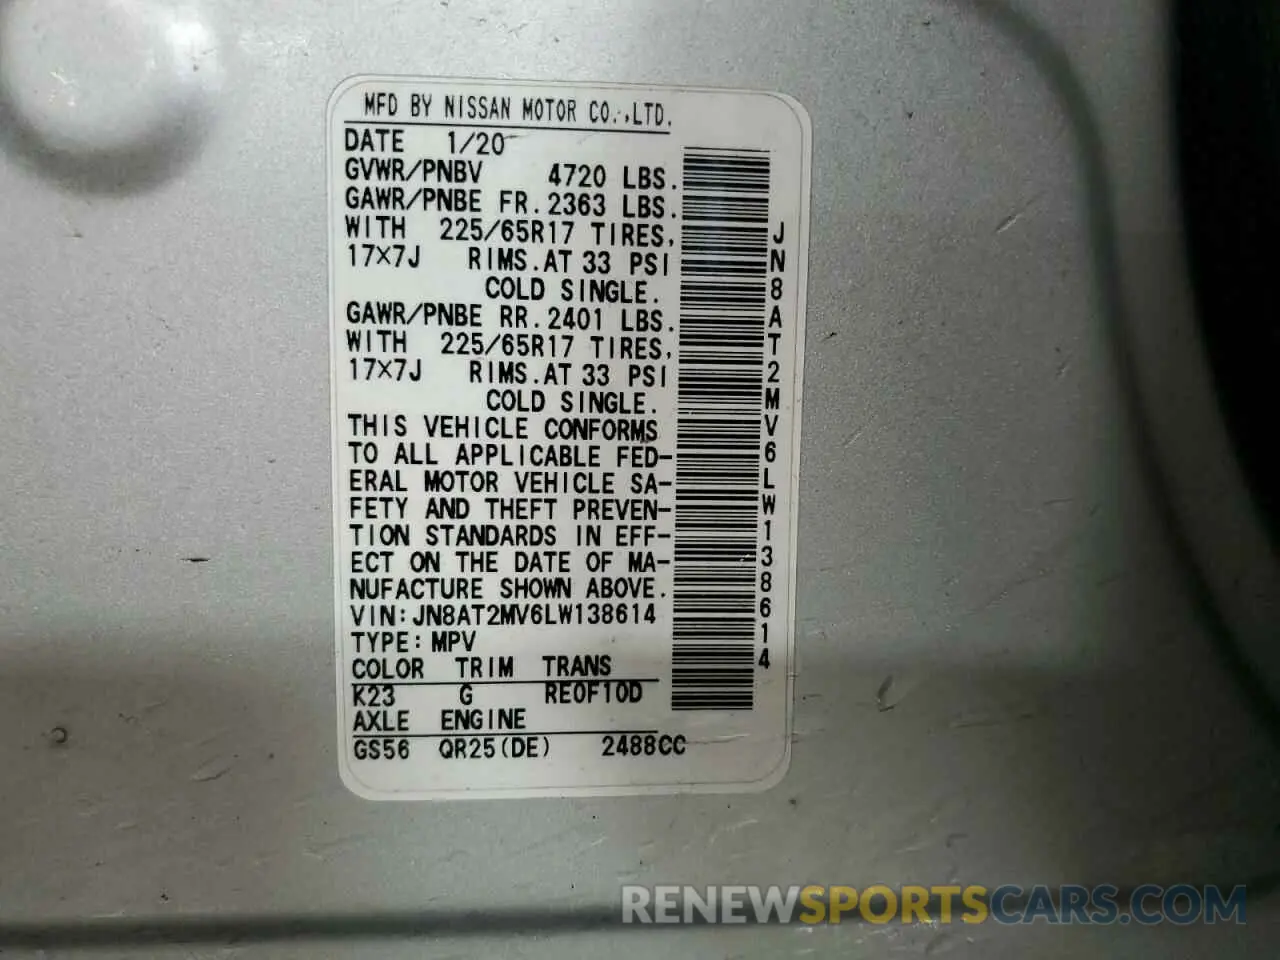 MFD BY NISSAN MOTOR CO.,LTD.
DATE 1/20
GVWR/PNBV 4720 LBS.
GAWR/PNBE FR. 2363 LBS.
WITH 225/65R17 TIRES,
17×7J RIMS. AT 33 PSI
COLD SINGLE.
GAWR/PNBE RR. 2401 LBS.
WITH 225/65R17 TIRES,
17×7J RIMS. AT 33 PSI
COLD SINGLE.
THIS VEHICLE CONFORMS
TO ALL APPLICABLE FED-
ERAL MOTOR VEHICLE SA-
FETY AND THEFT PREVEN-
TION STANDARDS IN EFF-
ECT ON THE DATE OF MA-
NUFACTURE SHOWN ABOVE.
VIN: JN8AT2MV6LW138614
TYPE: MPV
COLOR TRIM TRANS
K23 G RE0F10D
AXLE ENGINE
GS56 QR25(DE) 2488CC
JN8AT2MV6LW138614
RENEWSPORTSCARS.COM